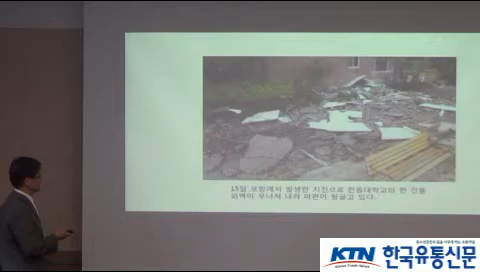 15일 포항에서 발생한 지진으로 한동대학교의 한 건물
외벽이 무너져 내려 파편이 뒹굴고 있다.
KTN 한국유통신문